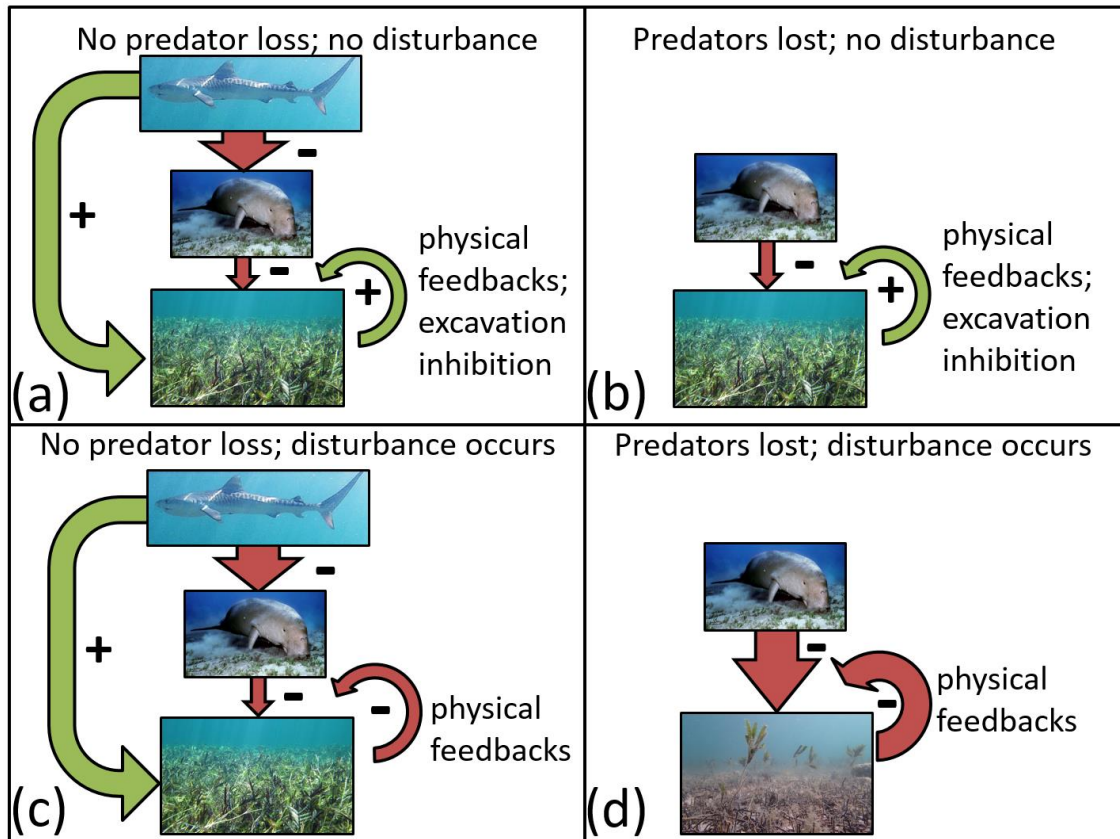 No predator loss; no disturbance
-
+
-
+
physical
feedbacks;
excavation
inhibition
(a)
Predators lost; no disturbance
-
+
physical
feedbacks;
excavation
inhibition
(b)
No predator loss; disturbance occurs
-
+
-
-
physical
feedbacks
(c)
Predators lost; disturbance occurs
-
-
physical
feedbacks
(d)